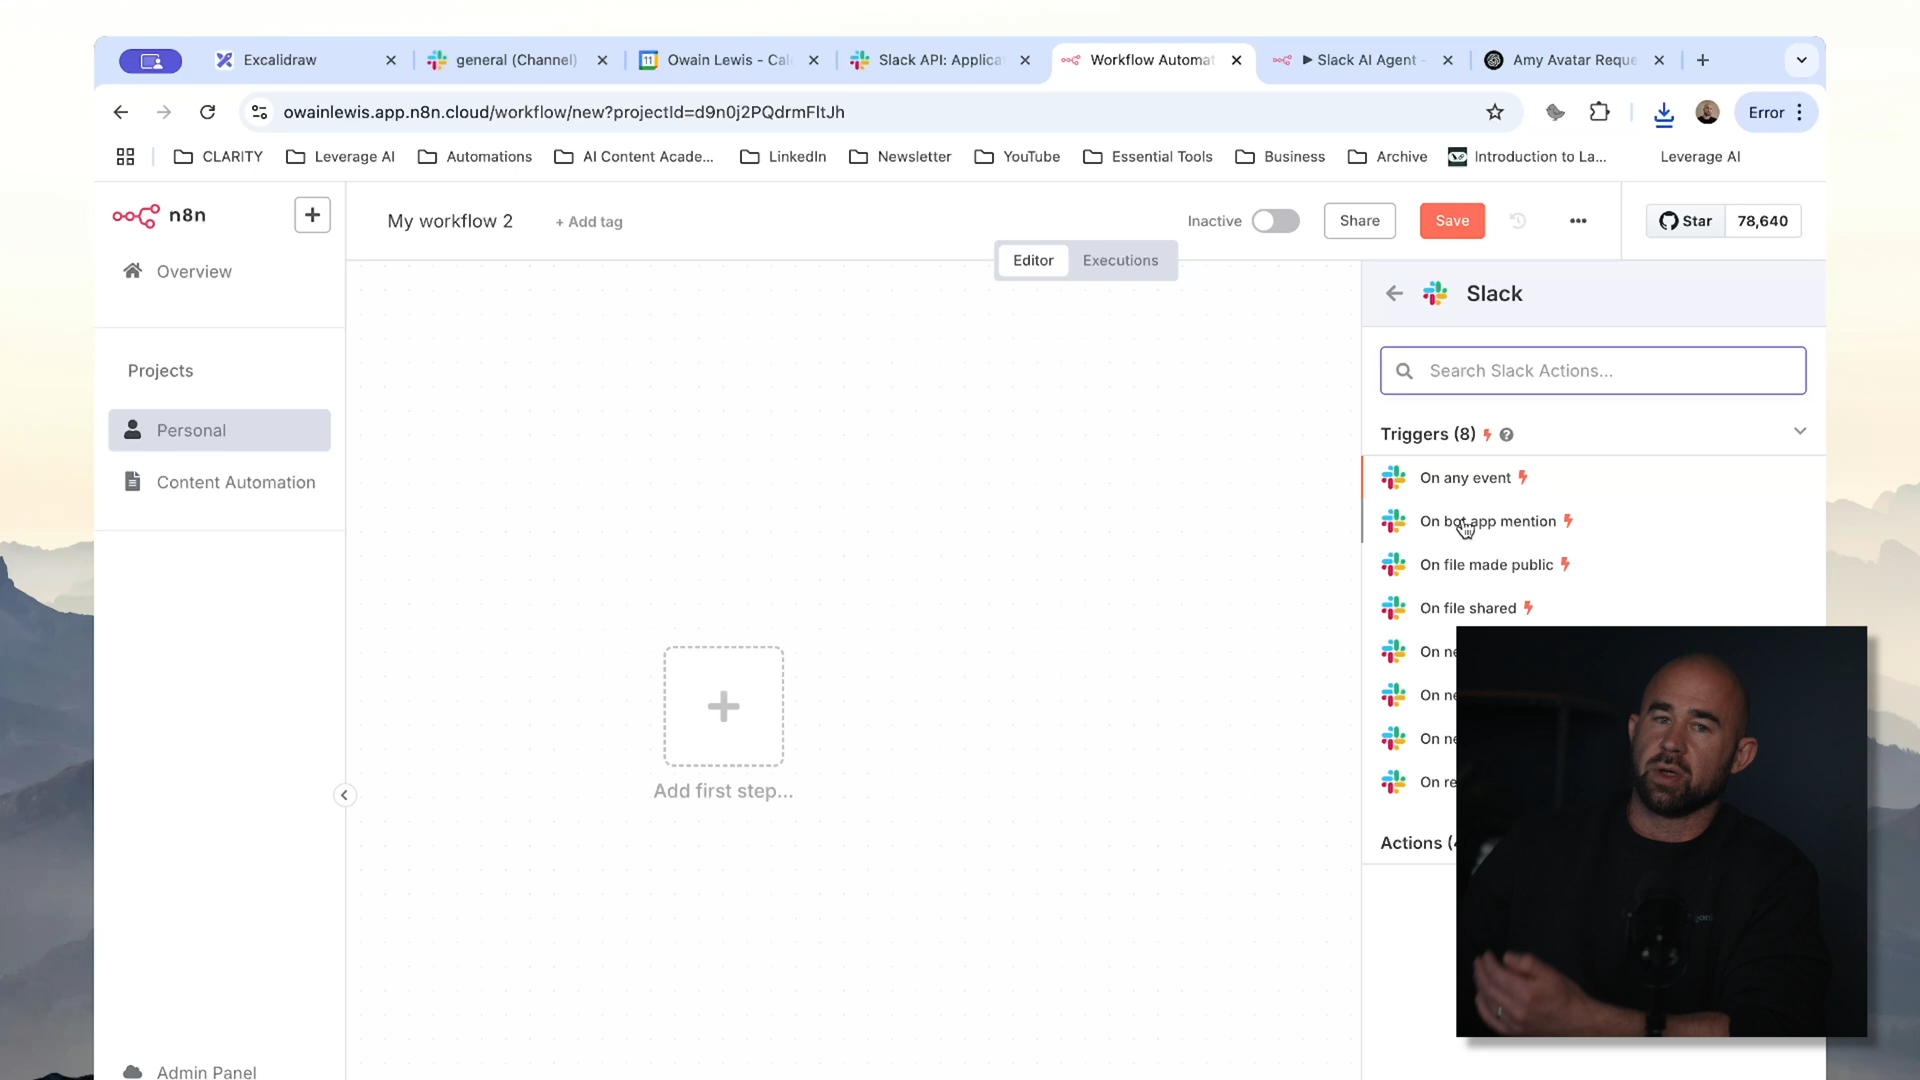 Excalidraw
general (Channel)
11 Owain Lewis - Cal
Slack API: Applica
Workflow Automat
Slack AI Agent -
Amy Avatar Reque
owainlewis.app.n8n.cloud/workflow/new?projectId=d9n0j2PQdrmFltJh
Error
CLARITY
Leverage AI
Automations
AI Content Acade...
LinkedIn
Newsletter
YouTube
Essential Tools
Business
Archive
Introduction to La...
Leverage AI
n8n
My workflow 2
+ Add tag
Inactive
Share
Save
Star
78,640
Editor
Executions
Overview
Projects
Personal
Content Automation
Admin Panel
Add first step...
Slack
Search Slack Actions...
Triggers (8)
On any event
On bot app mention
On file made public
On file shared
On ne
On ne
On ne
On re
Actions (